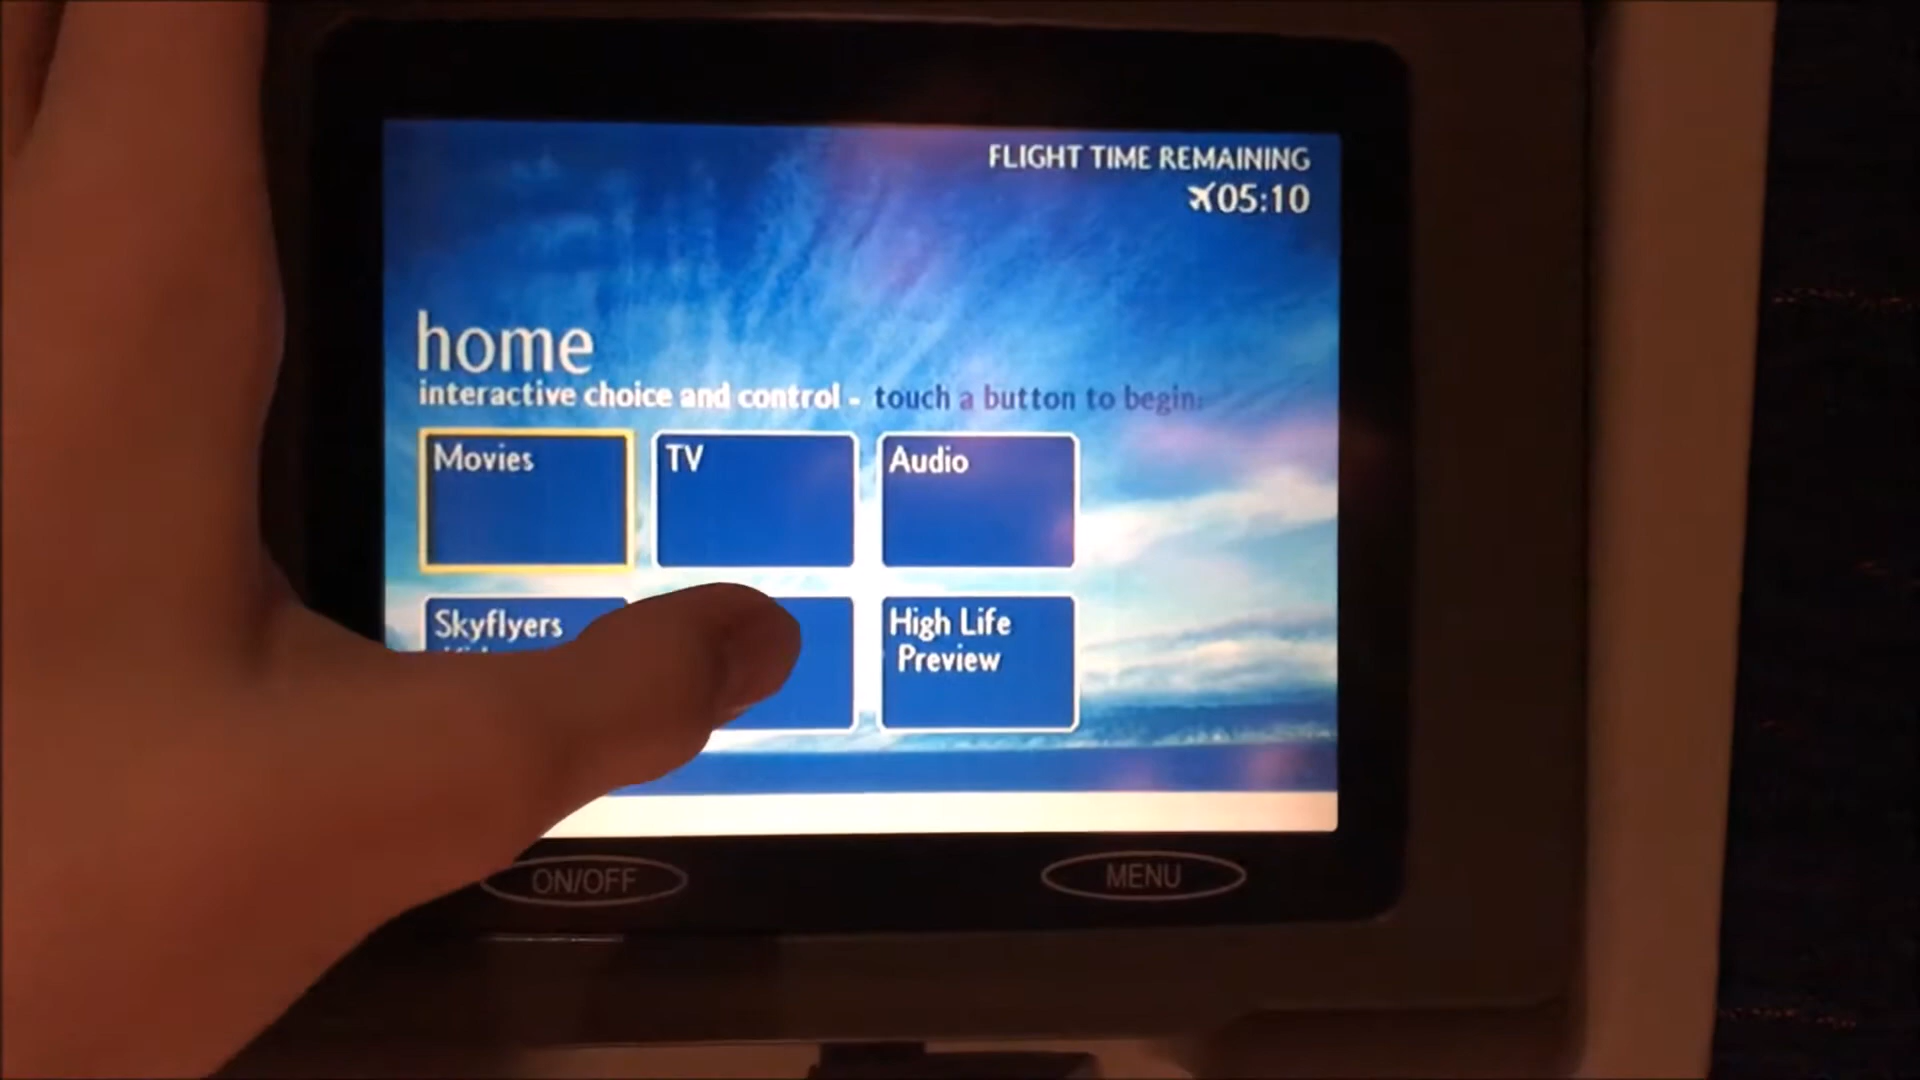 FLIGHT TIME REMAINING
05:10
home
interactive choice and control - touch a button to begin.
Movies
TV
Audio
Skyflyers
High Life
Preview
ON/OFF
MENU